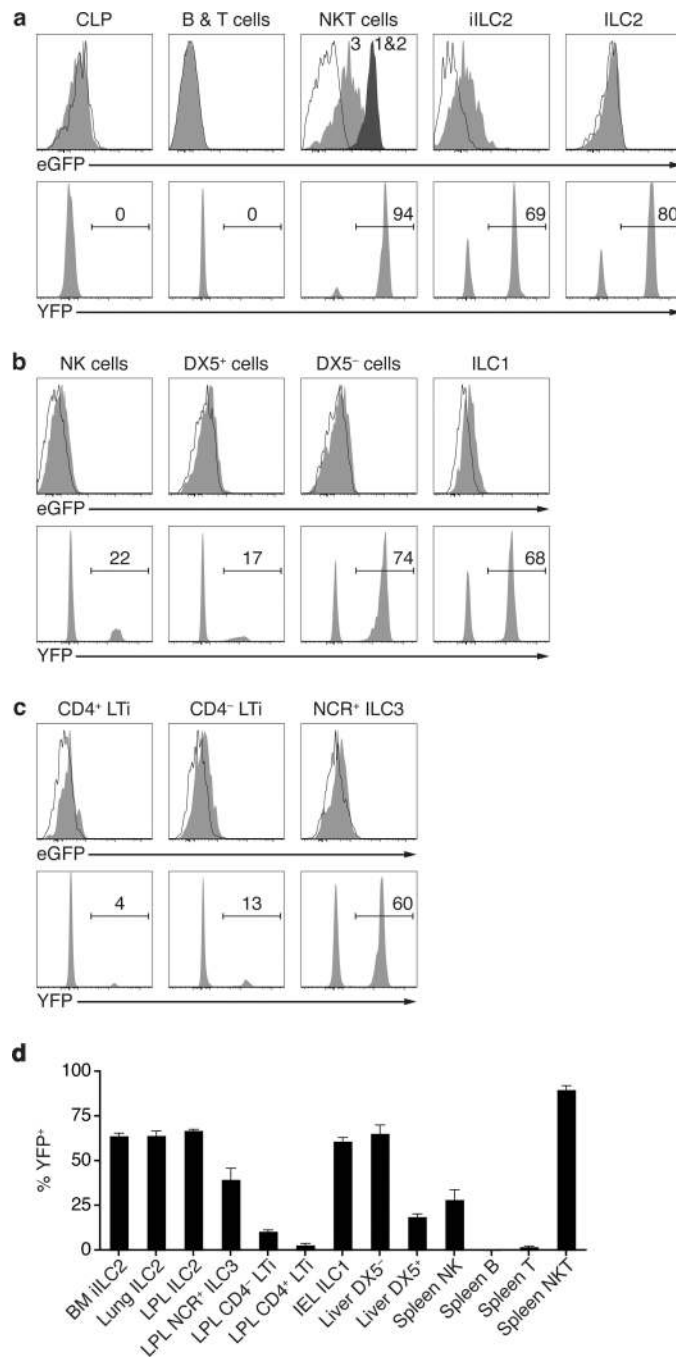 a
CLP B & T cells NKT cells iILC2 ILC2
3 1&2
eGFP
0 0 94 69 80
YFP
b
NK cells DX5⁺ cells DX5⁻ cells ILC1
eGFP
22 17 74 68
YFP
c
CD4⁺ LTi CD4⁻ LTi NCR⁺ ILC3
eGFP
4 13 60
YFP
d
100
75
50
25
0
% YFP⁺
BM iILC2 Lung ILC2 LPL ILC2 LPL NCR⁺ ILC3 LPL CD4⁻ LTi LPL CD4⁺ LTi IEL ILC1 Liver DX5⁻ Liver DX5⁺ Spleen NK Spleen B Spleen T Spleen NKT